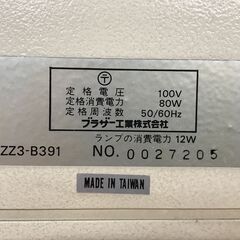 〒
定格電圧 100V
定格消費電力 80W
定格周波数 50/60Hz
ブラザー工業株式会社
ランプの消費電力 12W
ZZ3-B391 NO. 0027205
MADE IN TAIWAN